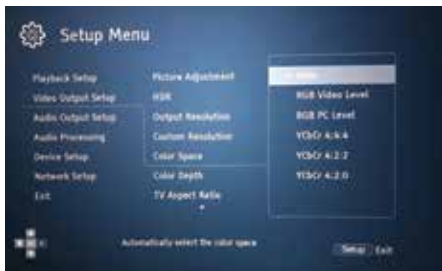 Setup Menu
Playback Setup
Video Output Setup
Audio Output Setup
Audio Processing
Device Setup
Network Setup
Exit
Picture Adjustment
HDR
Output Resolution
Custom Resolution
Color Space
Color Depth
TV Aspect Ratio
RGB Video Level
RGB PC Level
YCbCr 4:4:4
YCbCr 4:2:2
YCbCr 4:2:0
Automatically select the color space
Setup Exit